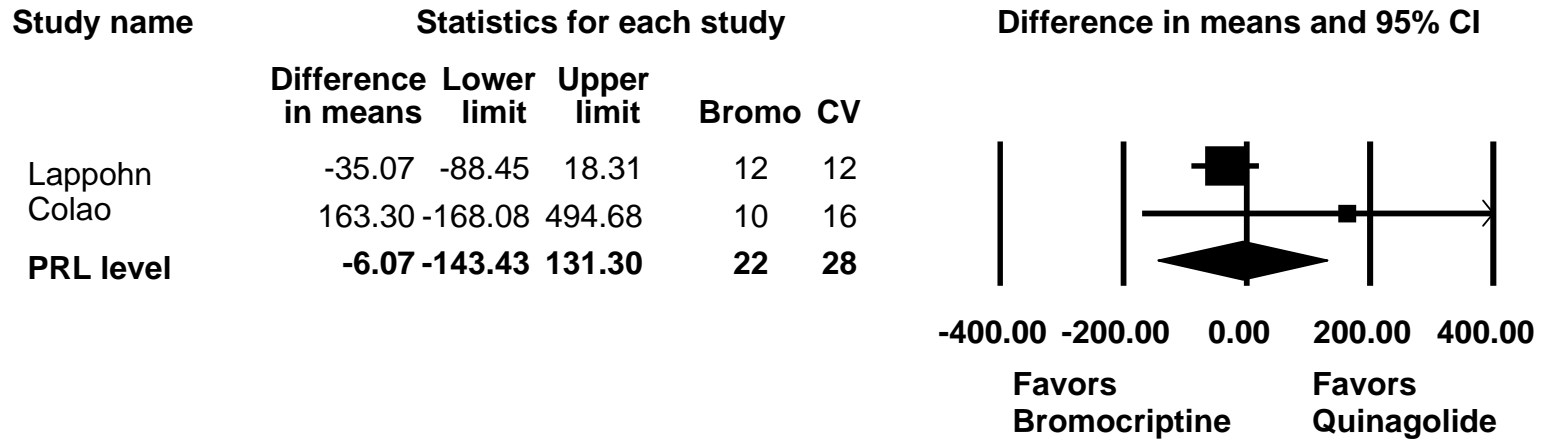 Study name Statistics for each study Difference in means and 95% CI
Difference Lower Upper
in means limit limit Bromo CV
Lappohn -35.07 -88.45 18.31 12 12
Colao 163.30 -168.08 494.68 10 16
PRL level -6.07 -143.43 131.30 22 28
-400.00 -200.00 0.00 200.00 400.00
Favors Favors
Bromocriptine Quinagolide